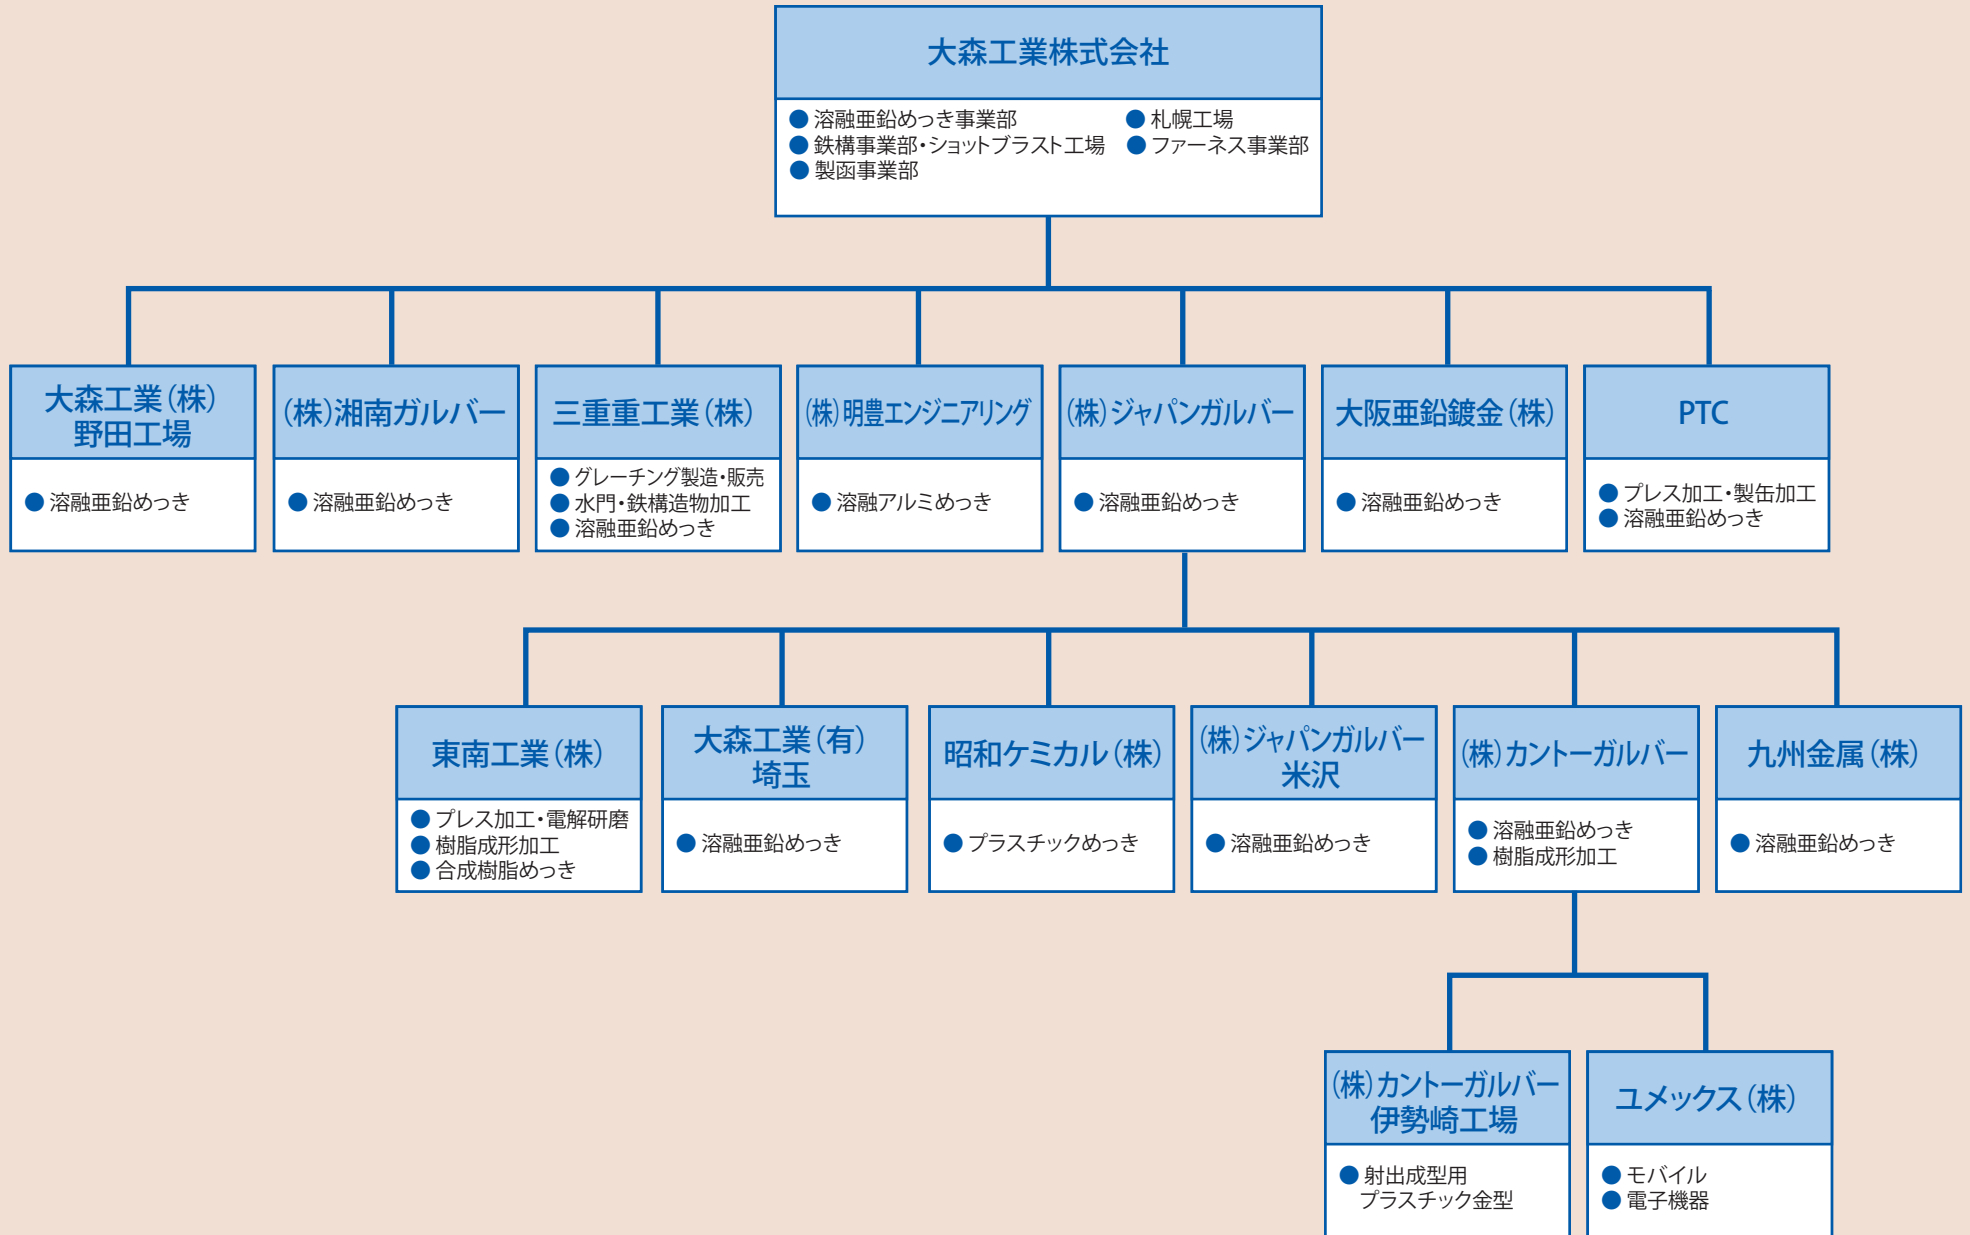 大森工業株式会社
●溶融亜鉛めっき事業部
●鉄構事業部・ショットブラスト工場
●製函事業部
●札幌工場
●ファーネス事業部
大森工業(株)
野田工場
●溶融亜鉛めっき
(株)湘南ガルバー
●溶融亜鉛めっき
三重重工業(株)
●グレーチング製造・販売
●水門・鉄構造物加工
●溶融亜鉛めっき
(株)明豊エンジニアリング
●溶融アルミめっき
(株)ジャパンガルバー
●溶融亜鉛めっき
大阪亜鉛鍍金(株)
●溶融亜鉛めっき
PTC
●プレス加工・製缶加工
●溶融亜鉛めっき
東南工業(株)
●プレス加工・電解研磨
●樹脂成形加工
●合成樹脂めっき
大森工業(有)
埼玉
●溶融亜鉛めっき
昭和ケミカル(株)
●プラスチックめっき
(株)ジャパンガルバー
米沢
●溶融亜鉛めっき
(株)カントーガルバー
●溶融亜鉛めっき
●樹脂成形加工
九州金属(株)
●溶融亜鉛めっき
(株)カントーガルバー
伊勢崎工場
●射出成型用
プラスチック金型
ユメックス(株)
●モバイル
●電子機器